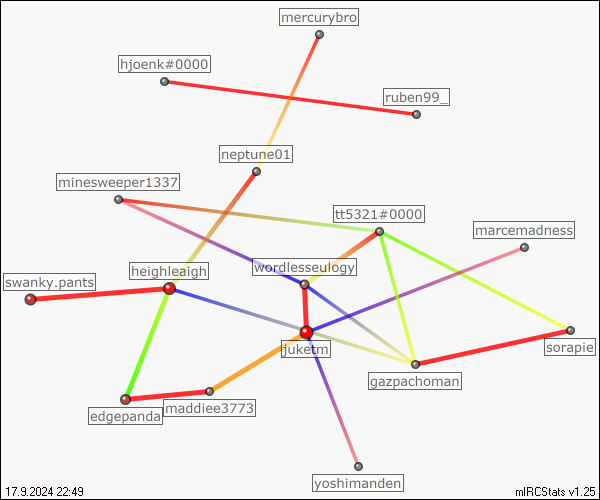 mercurybro
hjoenk#0000
ruben99_
neptune01
minesweeper1337
tt5321#0000
marcemadness
wordlesseulogy
heighleaigh
swanky.pants
juketm
sorapie
gazpachoman
maddiee3773
edgepanda
yoshimanden
17.9.2024 22:49
mIRCStats v1.25